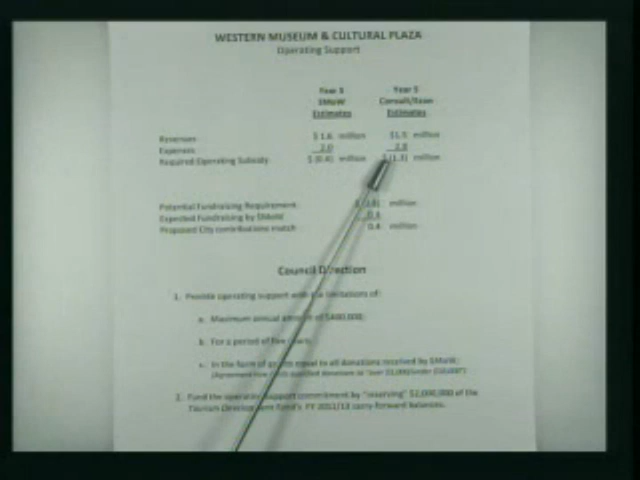 WESTERN MUSEUM & CULTURAL PLAZA
Operating Support
Year 5 Year 5
SMoW Consult/Econ
Estimates Estimates
Revenues $ 1.6 million $1.5 million
Expenses 2.0 2.8
Required Operating Subsidy $ (0.4) million $ (1.3) million
Potential Fundraising Requirement million
Expected Fundraising by SMoW
Proposed City contributions match 0.4 million
Council Direction
1. Provide operating support with limitations of:
a. Maximum annual amount of $400,000;
b. For a period of five years;
c. In the form of equal to all donations received by SMoW;
2. Fund the operating support commitment by "reserving" $2,000,000 of the
Tourism Development Fund's FY 2012/13 carry-forward balances.